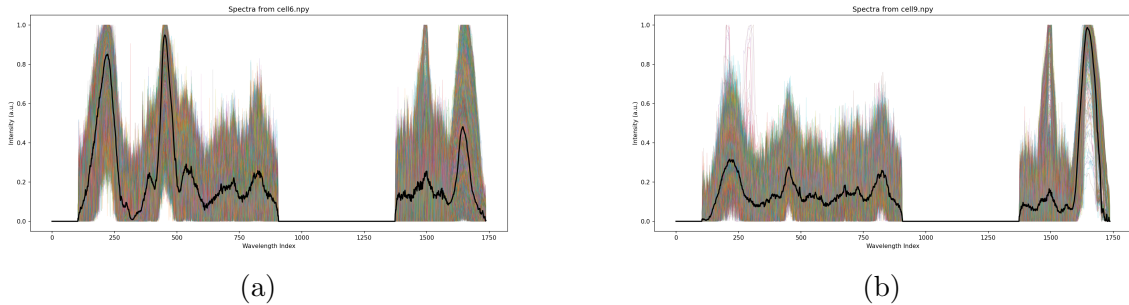 Spectra from cell6.npy
1.0
0.8
0.6
0.4
0.2
0.0
Intensity (a.u.)
0 250 500 750 1000 1250 1500 1750
Wavelength Index
(a)
Spectra from cell9.npy
1.0
0.8
0.6
0.4
0.2
0.0
Intensity (a.u.)
0 250 500 750 1000 1250 1500 1750
Wavelength Index
(b)